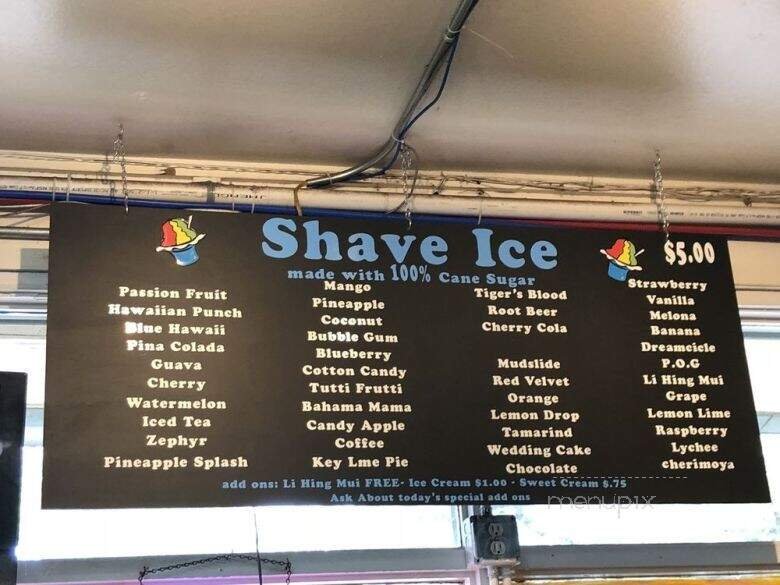 Shave Ice
$5.00
made with 100% Cane Sugar
Passion Fruit
Hawaiian Punch
Blue Hawaii
Pina Colada
Guava
Cherry
Watermelon
Iced Tea
Zephyr
Pineapple Splash
Mango
Pineapple
Coconut
Bubble Gum
Blueberry
Cotton Candy
Tutti Frutti
Bahama Mama
Candy Apple
Coffee
Key Lme Pie
Tiger's Blood
Root Beer
Cherry Cola
Mudslide
Red Velvet
Orange
Lemon Drop
Tamarind
Wedding Cake
Chocolate
Strawberry
Vanilla
Melona
Banana
Dreamcicle
P.O.G
Li Hing Mui
Grape
Lemon Lime
Raspberry
Lychee
cherimoya
add ons: Li Hing Mui FREE- Ice Cream $1.00 - Sweet Cream $.75
Ask About today's special add ons
menupix